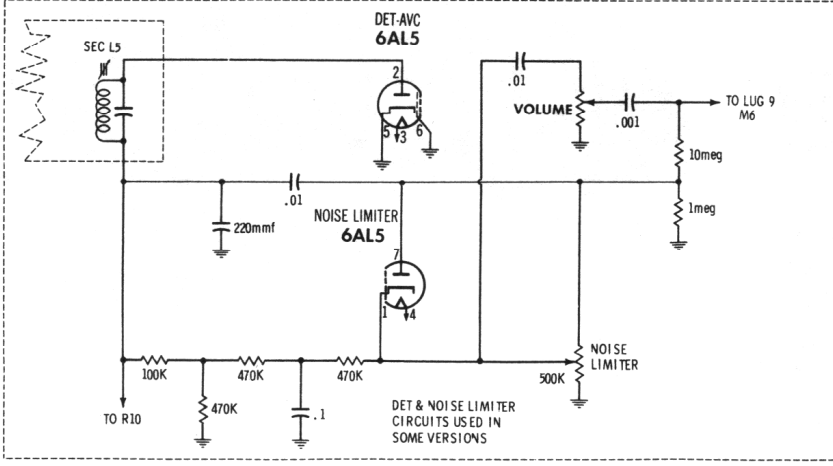 DET-AVC
6AL5
SEC L5
2
5
3
6
.01
VOLUME
.001
TO LUG 9
M6
10meg
.01
1meg
220mmf
NOISE LIMITER
6AL5
7
1
4
100K
470K
470K
500K
NOISE
LIMITER
470K
.1
TO R10
DET & NOISE LIMITER
CIRCUITS USED IN
SOME VERSIONS